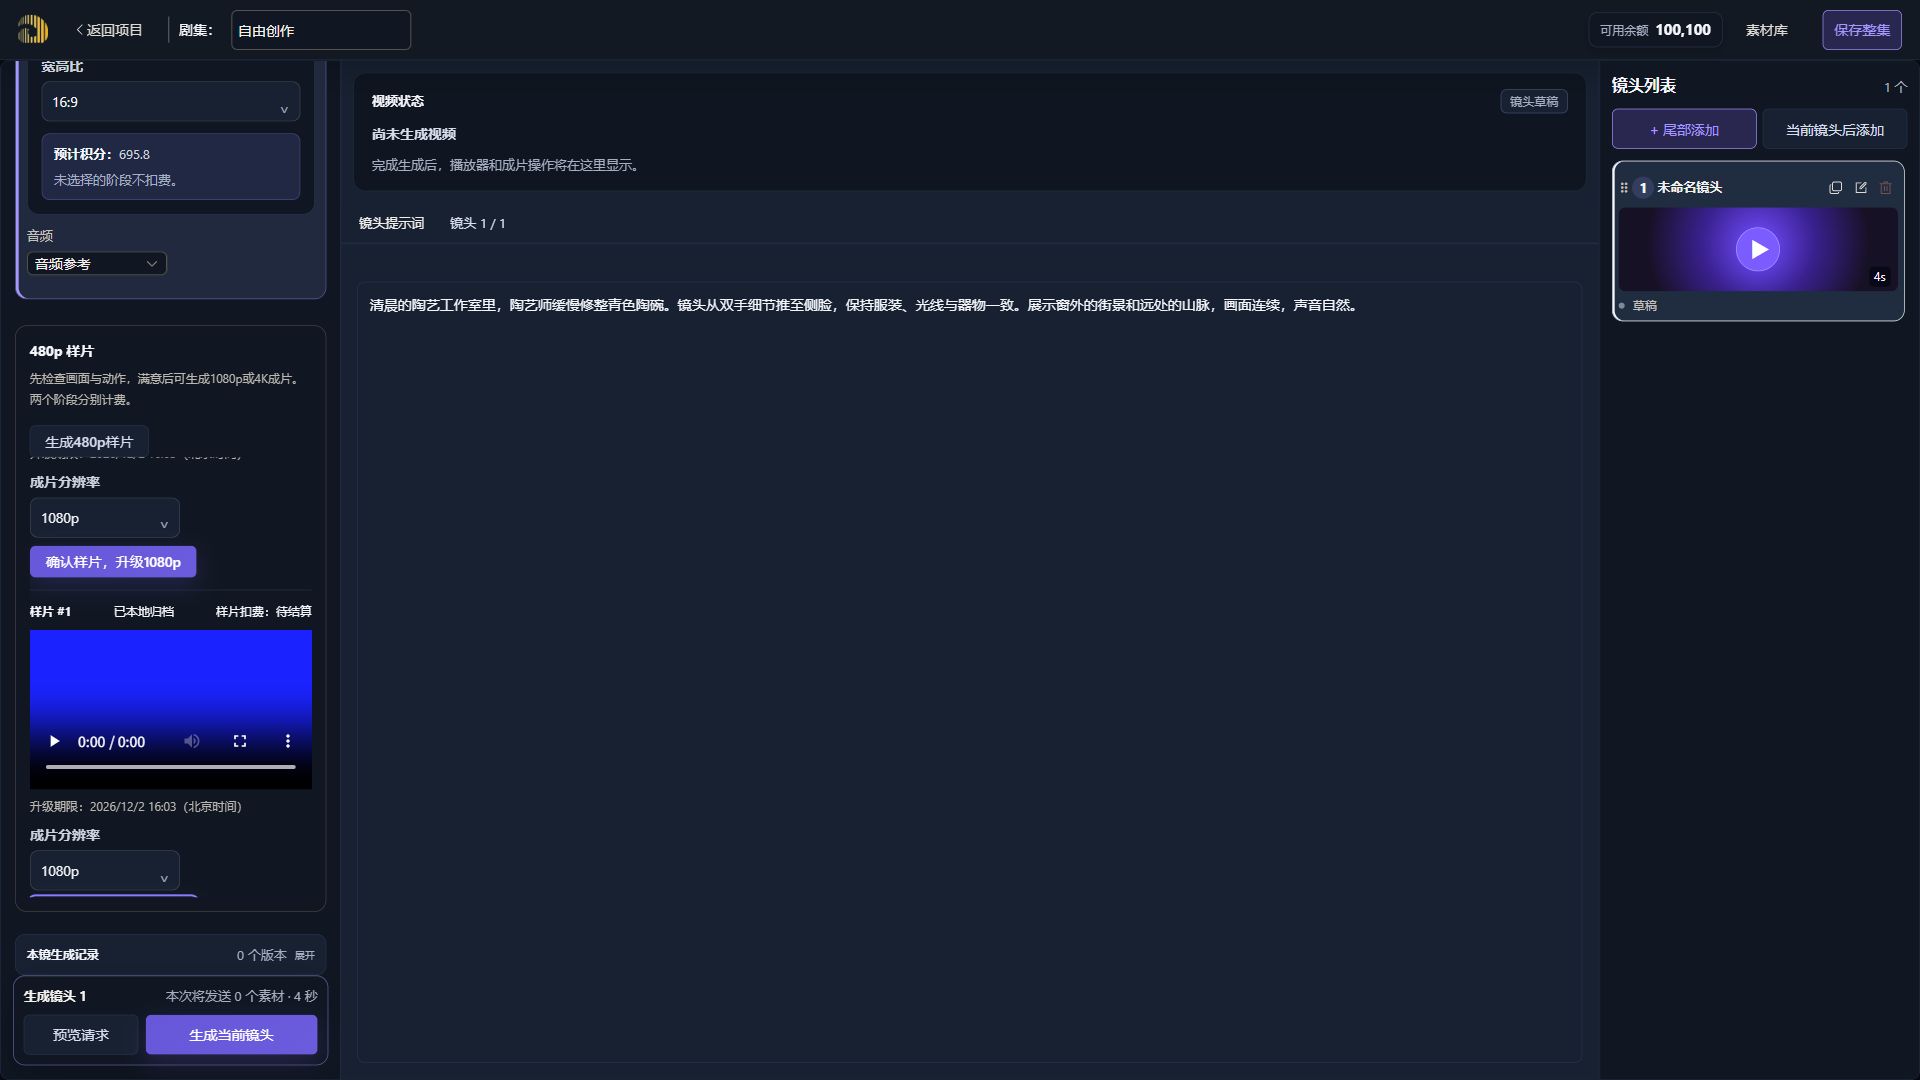 返回项目
剧集：
自由创作
可用余额 100,100
素材库
保存整集
宽高比
16:9
预计积分：695.8
未选择的阶段不扣费。
音频
音频参考
480p 样片
先检查画面与动作，满意后可生成1080p或4K成片。
两个阶段分别计费。
生成480p样片
成片分辨率
1080p
确认样片，升级1080p
样片 #1 已本地归档 样片扣费：待结算
0:00 / 0:00
升级期限：2026/12/2 16:03（北京时间）
成片分辨率
1080p
本镜生成记录 0 个版本 展开
生成镜头 1 本次将发送 0 个素材 · 4 秒
预览请求 生成当前镜头
视频状态 镜头草稿
尚未生成视频
完成生成后，播放器和成片操作将在这里显示。
镜头提示词 镜头 1 / 1
清晨的陶艺工作室里，陶艺师缓慢修整青色陶碗。镜头从双手细节推至侧脸，保持服装、光线与器物一致。展示窗外的街景和远处的山脉，画面连续，声音自然。
镜头列表 1 个
+ 尾部添加 当前镜头后添加
1 未命名镜头
4s
草稿